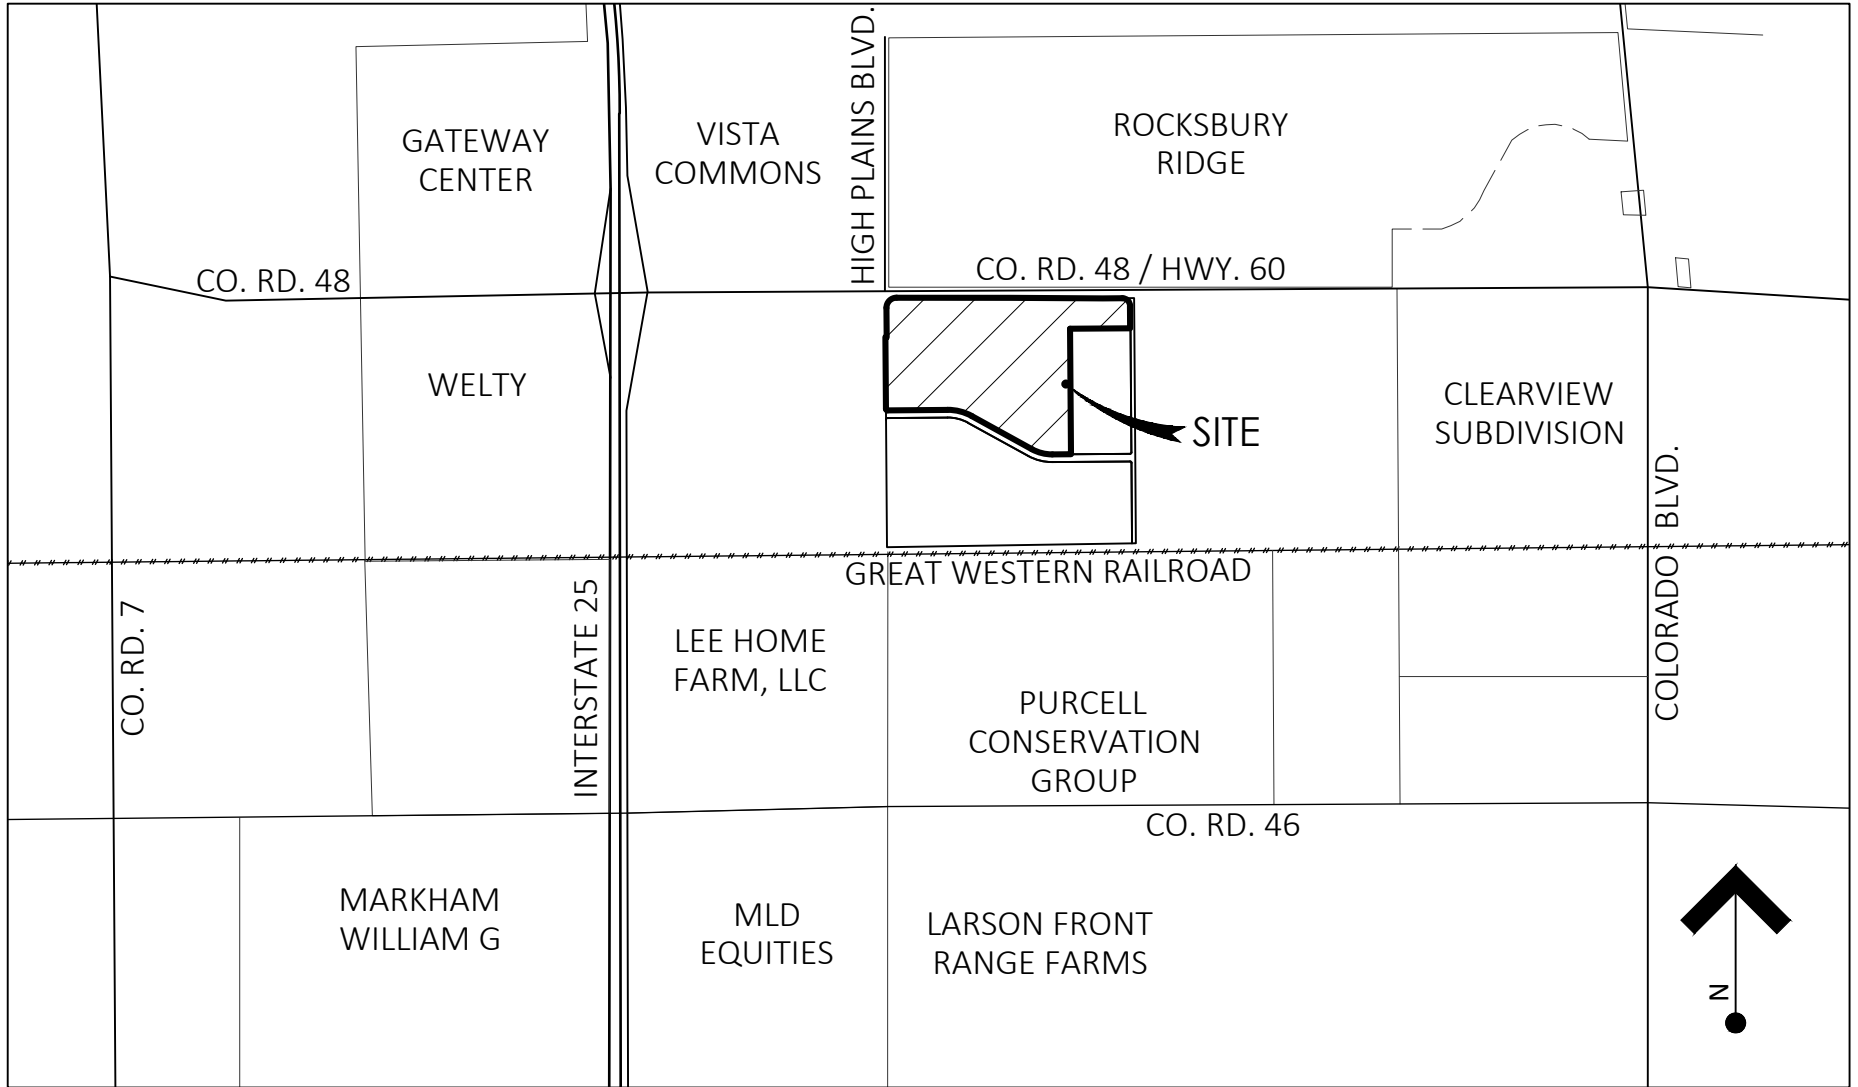 HIGH PLAINS BLVD.
GATEWAY
CENTER
VISTA
COMMONS
ROCKSBURY
RIDGE
CO. RD. 48
CO. RD. 48 / HWY. 60
WELTY
SITE
CLEARVIEW
SUBDIVISION
GREAT WESTERN RAILROAD
CO. RD. 7
INTERSTATE 25
LEE HOME
FARM, LLC
PURCELL
CONSERVATION
GROUP
COLORADO BLVD.
CO. RD. 46
MARKHAM
WILLIAM G
MLD
EQUITIES
LARSON FRONT
RANGE FARMS
N